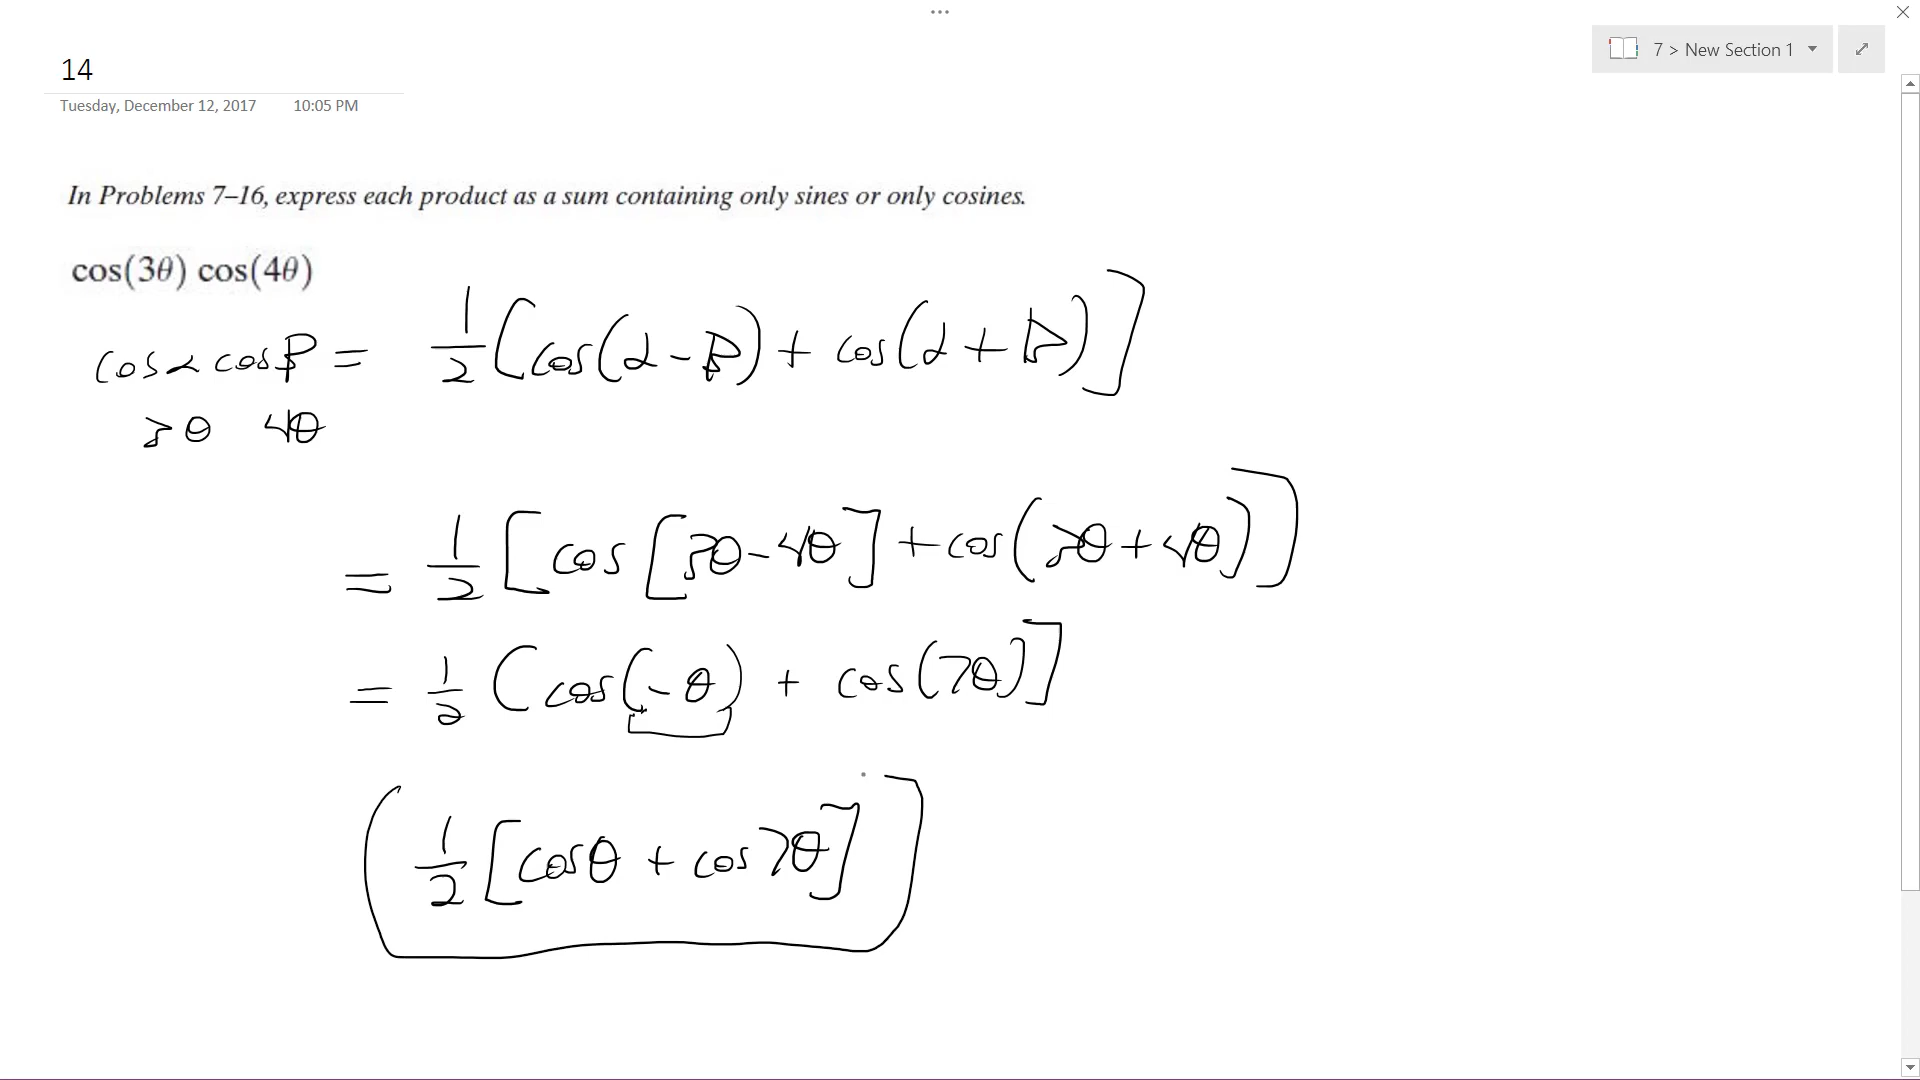 7 > New Section 1
14
Tuesday, December 12, 2017 10:05 PM
In Problems 7–16, express each product as a sum containing only sines or only cosines.
cos(3θ) cos(4θ)
cosα cosβ = 1/2 [cos(α - β) + cos(α + β)]
3θ 4θ
= 1/2 [cos[3θ - 4θ] + cos(3θ + 4θ)]
= 1/2 (cos(-θ) + cos(7θ)]
1/2 [cosθ + cos7θ]